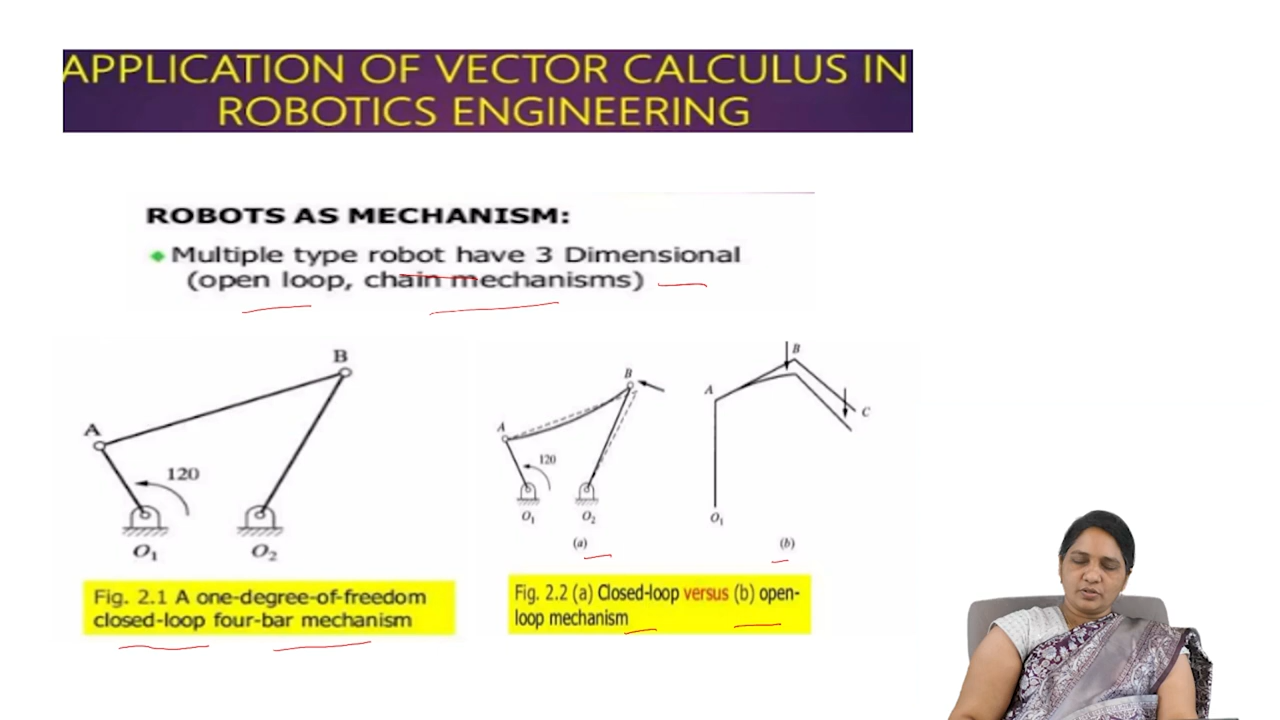 APPLICATION OF VECTOR CALCULUS IN
ROBOTICS ENGINEERING
ROBOTS AS MECHANISM:
Multiple type robot have 3 Dimensional
(open loop, chain mechanisms)
B
A
120
O1
O2
B
A
120
O1
O2
(a)
B
A
C
O1
(b)
Fig. 2.1 A one-degree-of-freedom
closed-loop four-bar mechanism
Fig. 2.2 (a) Closed-loop versus (b) open-
loop mechanism